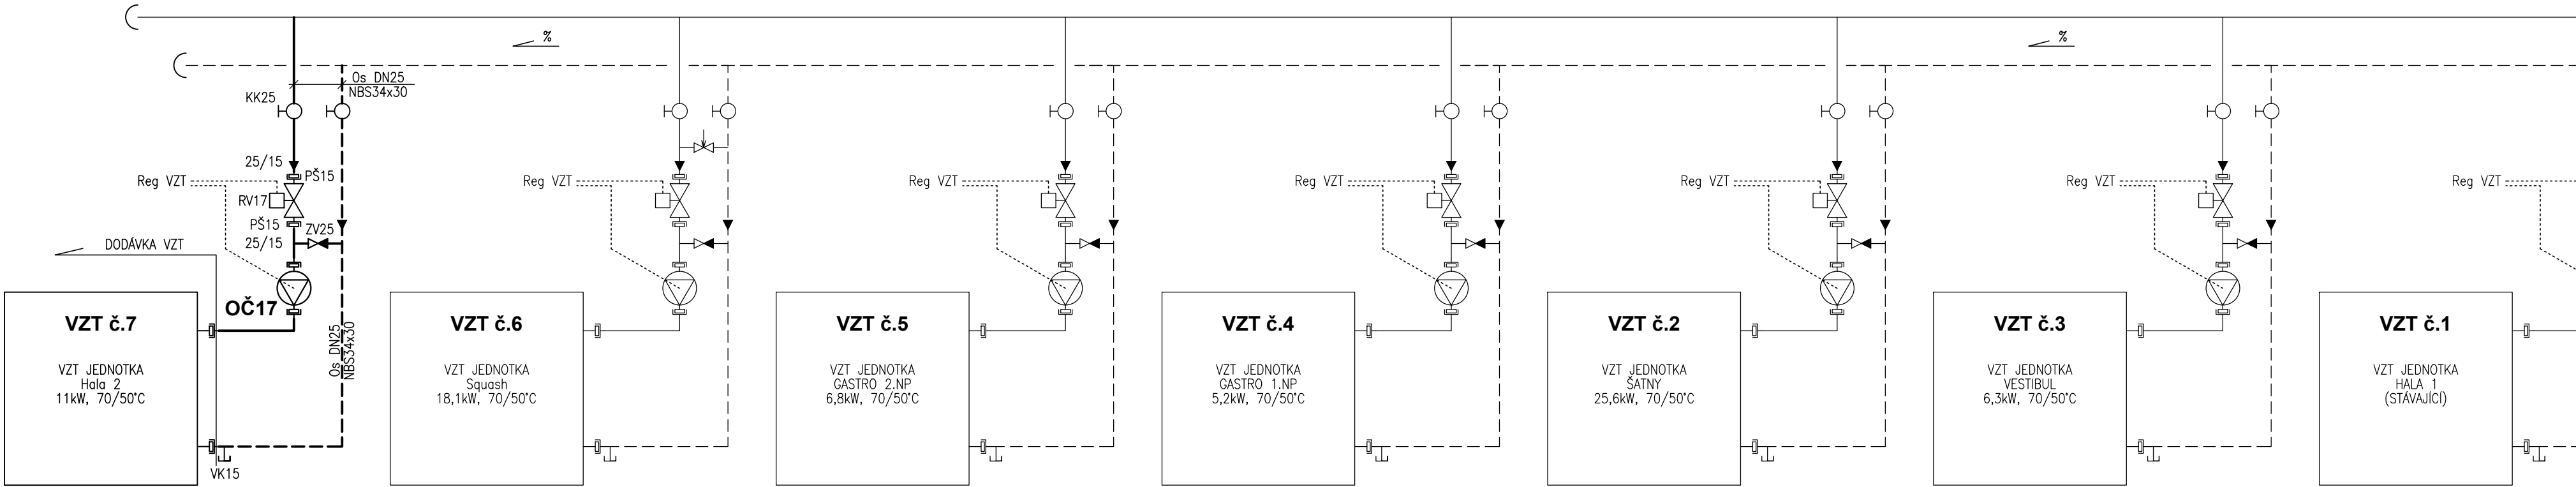 %
%
Os DN25
NBS34x30
KK25
25/15
PŠ15
Reg VZT
RV17
PŠ15
ZV25
25/15
DODÁVKA VZT
OČ17
Os DN25
NBS34x30
VK15
Reg VZT
Reg VZT
Reg VZT
Reg VZT
Reg VZT
Reg VZT
VZT č.7
VZT JEDNOTKA
Hala 2
11kW, 70/50°C
VZT č.6
VZT JEDNOTKA
Squash
18,1kW, 70/50°C
VZT č.5
VZT JEDNOTKA
GASTRO 2.NP
6,8kW, 70/50°C
VZT č.4
VZT JEDNOTKA
GASTRO 1.NP
5,2kW, 70/50°C
VZT č.2
VZT JEDNOTKA
ŠATNY
25,6kW, 70/50°C
VZT č.3
VZT JEDNOTKA
VESTIBUL
6,3kW, 70/50°C
VZT č.1
VZT JEDNOTKA
HALA 1
(STÁVAJÍCÍ)